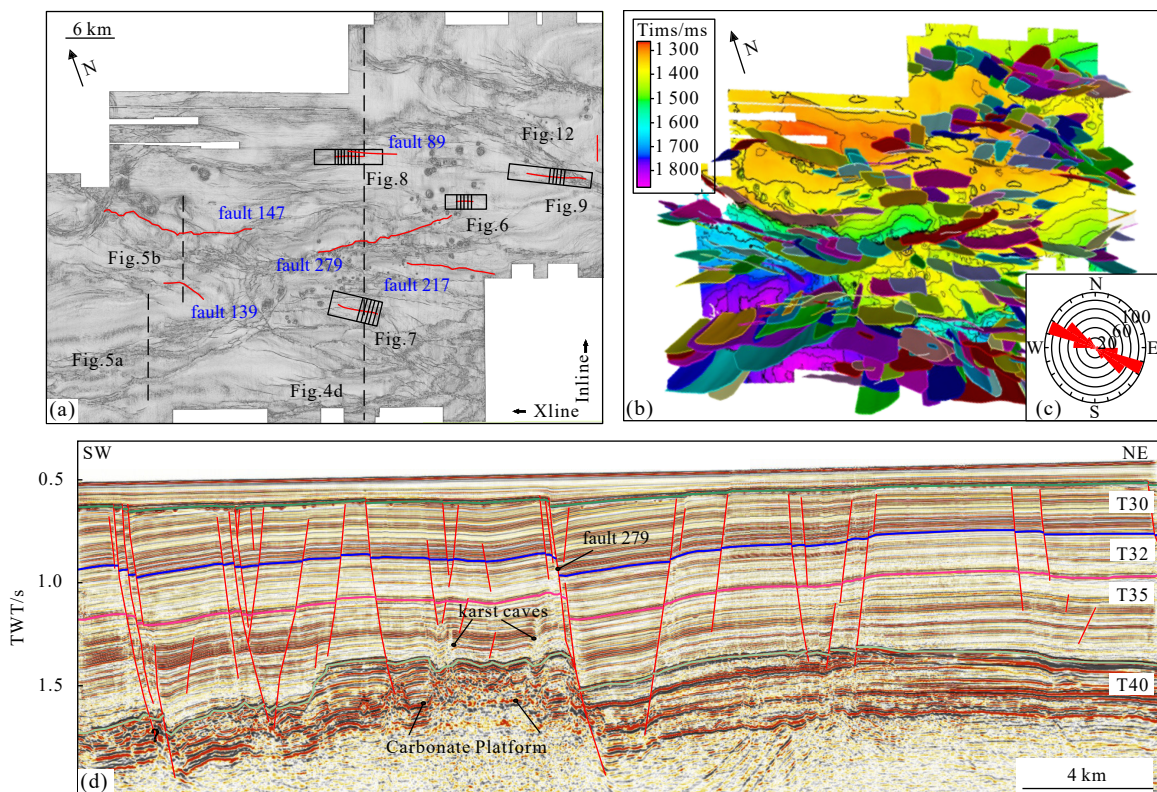 6 km
N
fault 89
Fig.12
Fig.8
Fig.9
fault 147
Fig.6
Fig.5b
fault 279
fault 217
fault 139
Fig.7
Fig.5a
Fig.4d
Inline
Xline
(a)
Tims/ms
1 300
1 400
1 500
1 600
1 800
N
(b)
N
100
60
20
W
E
S
(c)
SW
NE
0.5
T30
fault 279
T32
1.0
T35
karst caves
TWT/s
1.5
T40
?
Carbonate Platform
(d)
4 km